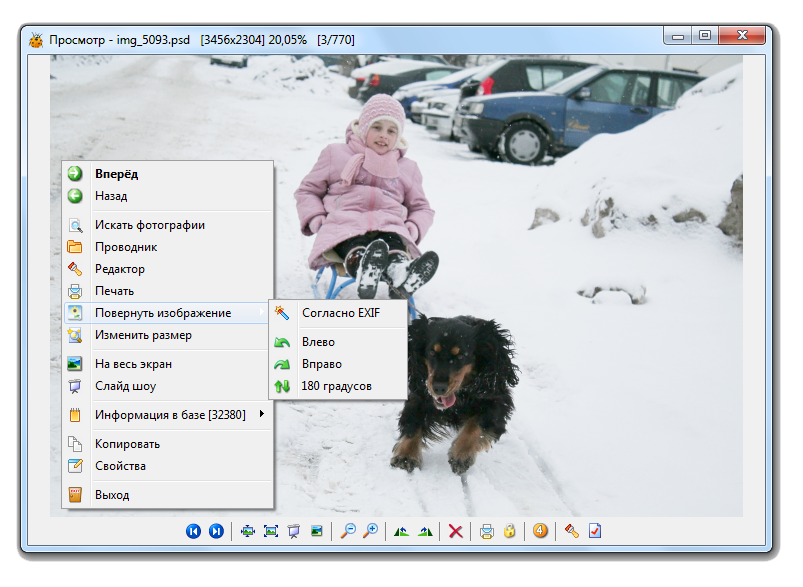 Просмотр - img_5093.psd [3456x2304] 20,05% [3/770]
Вперёд
Назад
Искать фотографии
Проводник
Редактор
Печать
Повернуть изображение
Изменить размер
На весь экран
Слайд шоу
Информация в базе [32380]
Копировать
Свойства
Выход
Согласно EXIF
Влево
Вправо
180 градусов
4